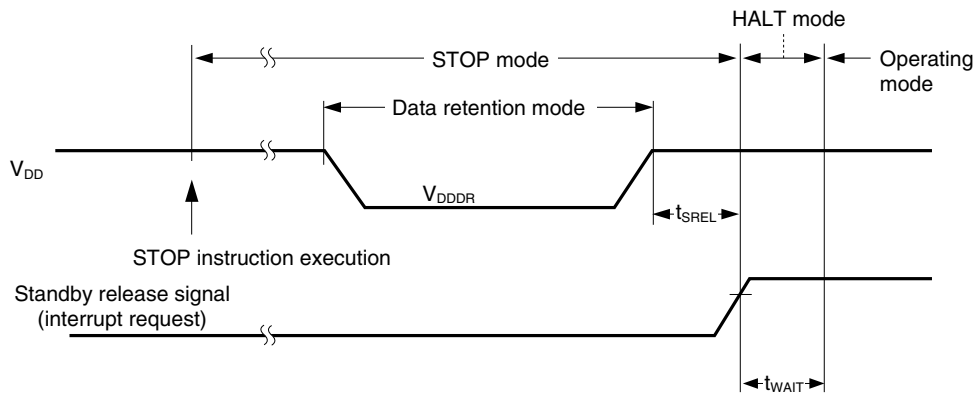 HALT mode
STOP mode
Operating
mode
Data retention mode
VDD
VDDDR
tSREL
STOP instruction execution
Standby release signal
(interrupt request)
tWAIT